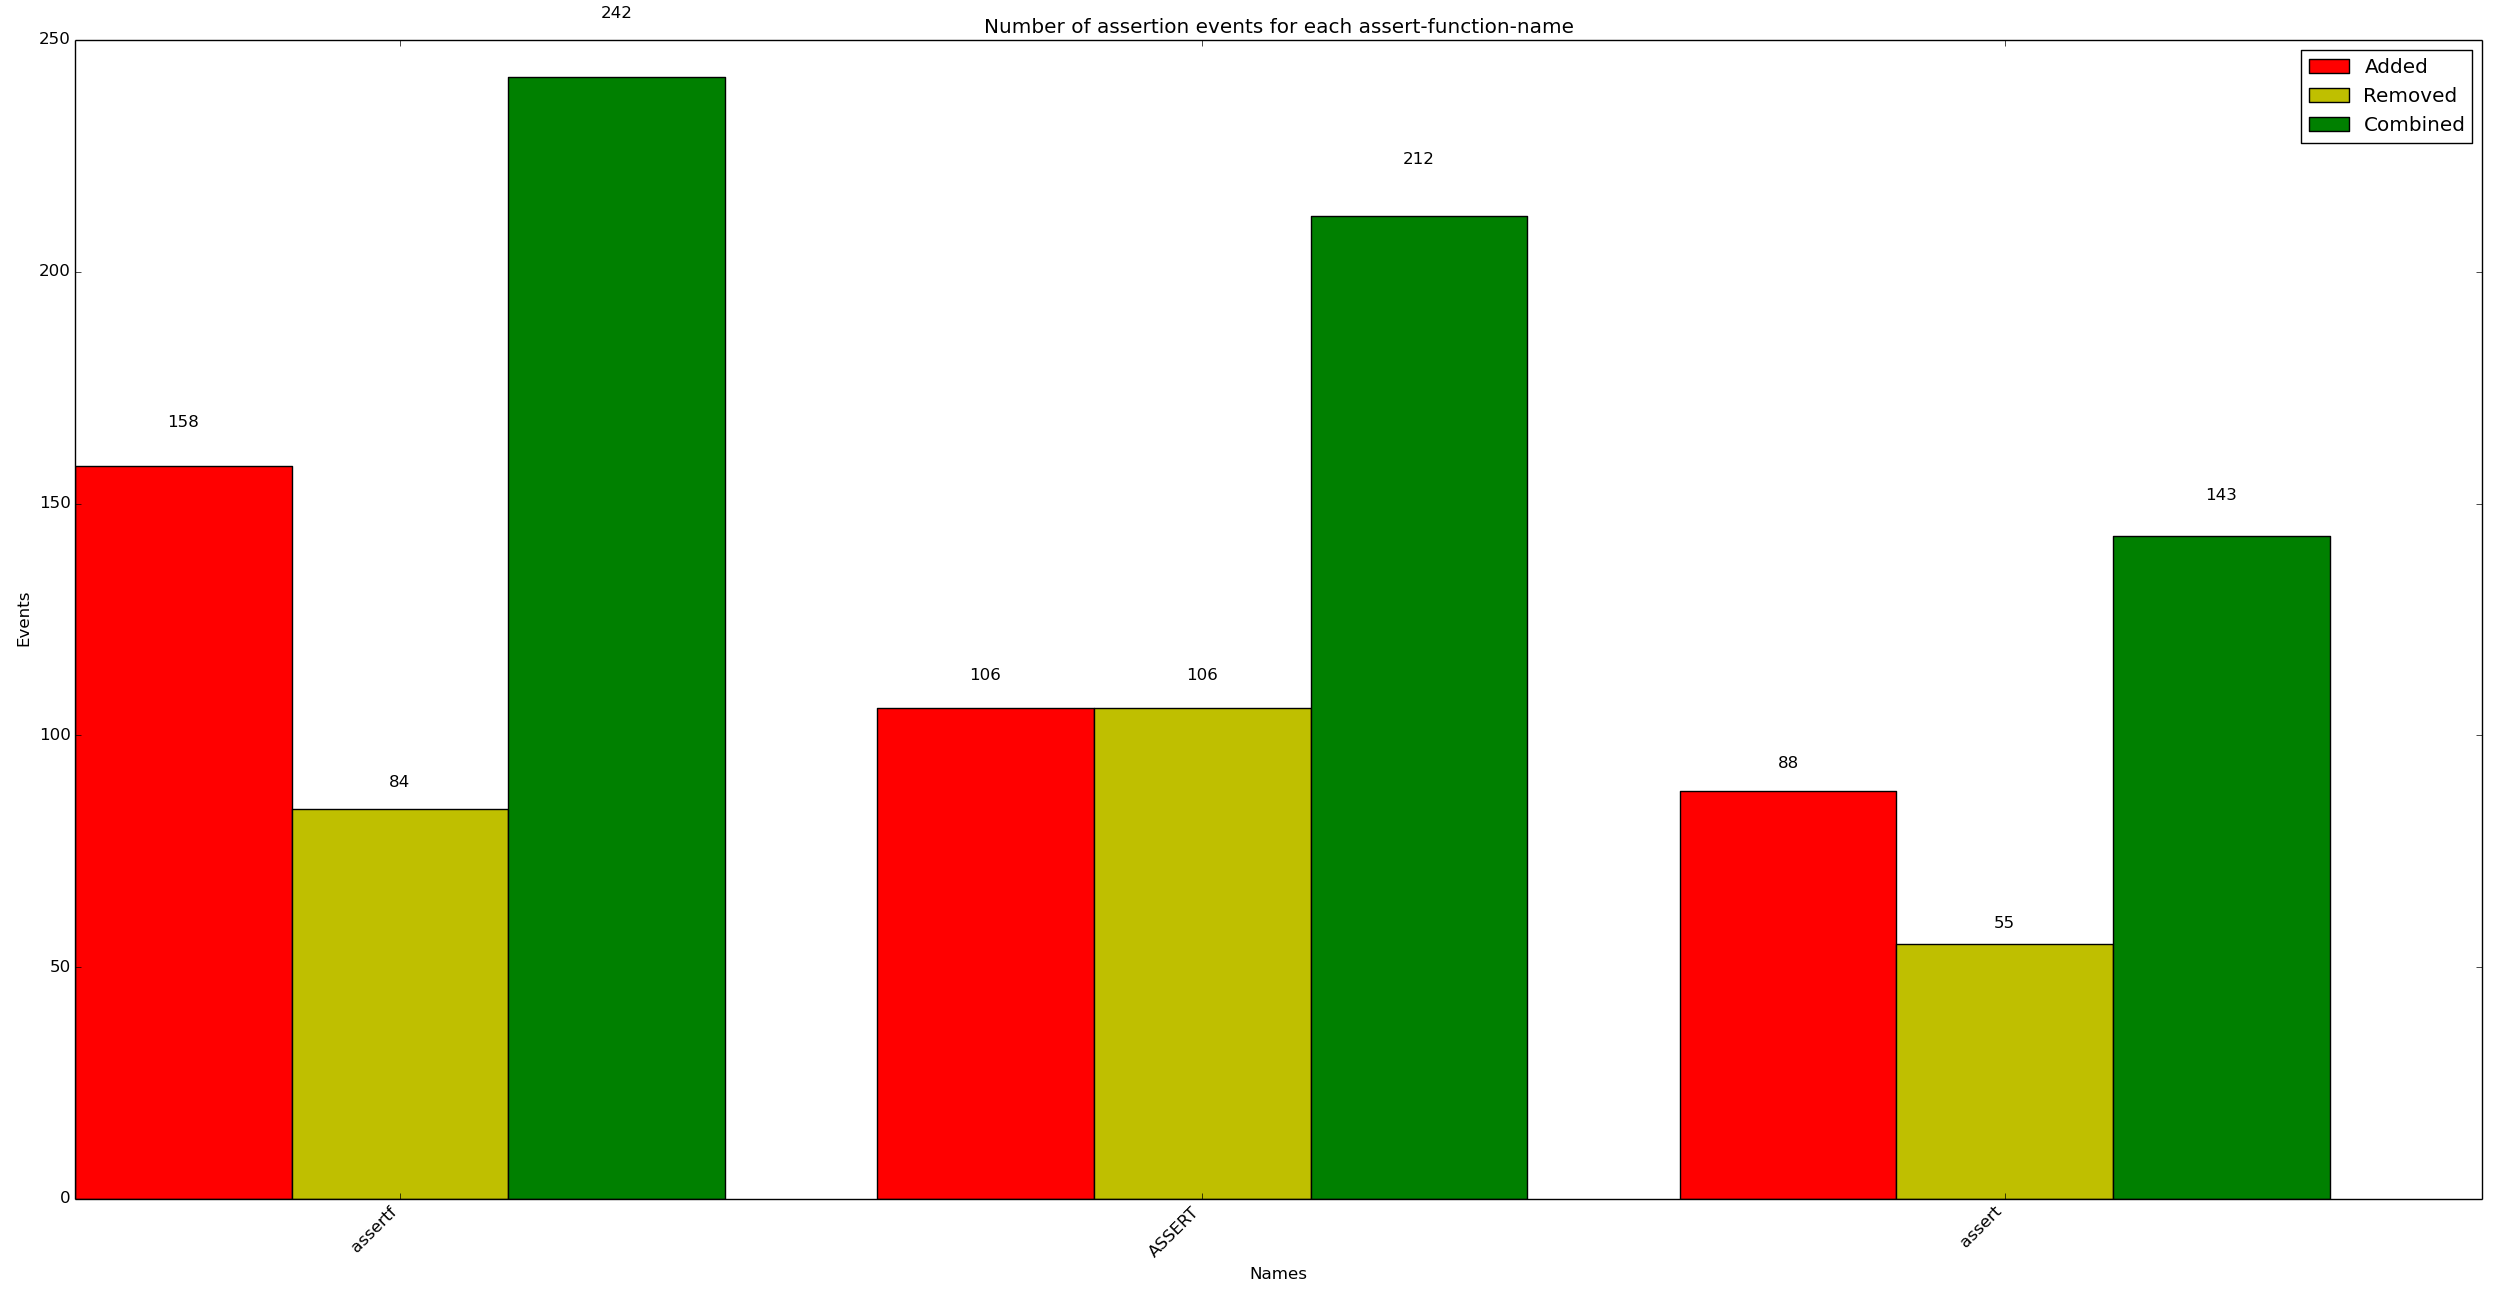 242
Number of assertion events for each assert-function-name
250
200
150
100
50
0
Events
Added
Removed
Combined
158
84
106
106
212
88
55
143
assertf
ASSERT
assert
Names